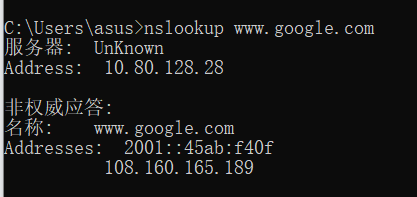 C:\Users\asus>nslookup www.google.com
服务器:  UnKnown
Address:  10.80.128.28
非权威应答:
名称:    www.google.com
Addresses:  2001::45ab:f40f
108.160.165.189